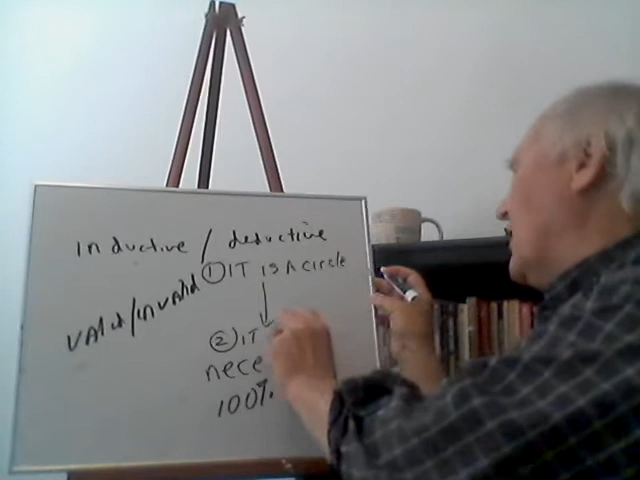 inductive / deductive
valid/invalid
① IT is A circle
② IT
nece
100%